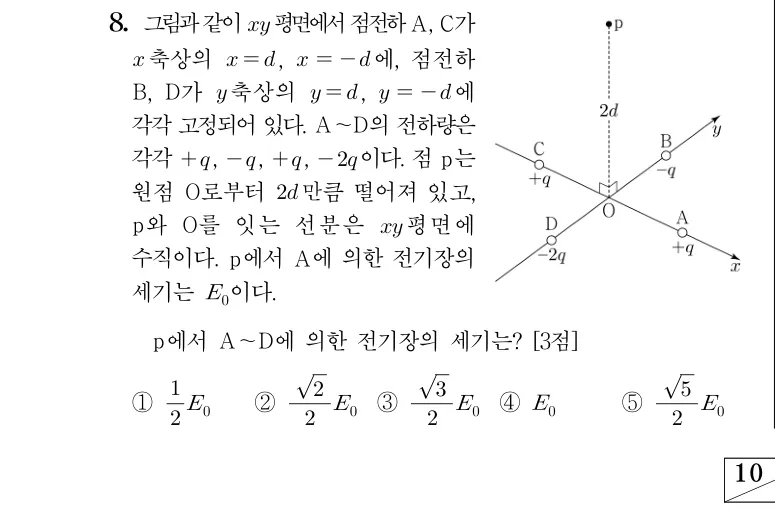 8. 그림과 같이 xy 평면에서 점전하 A, C가
x축상의 x=d, x=−d에, 점전하
B, D가 y축상의 y=d, y=−d에
각각 고정되어 있다. A~D의 전하량은
각각 +q, −q, +q, −2q이다. 점 p는
원점 O로부터 2d만큼 떨어져 있고,
p와 O를 잇는 선분은 xy평면에
수직이다. p에서 A에 의한 전기장의
세기는 E₀이다.
p
2d
C
+q
B
−q
y
O
D
−2q
A
+q
x
p에서 A~D에 의한 전기장의 세기는? [3점]
① 1/2 E₀ ② √2/2 E₀ ③ √3/2 E₀ ④ E₀ ⑤ √5/2 E₀
10